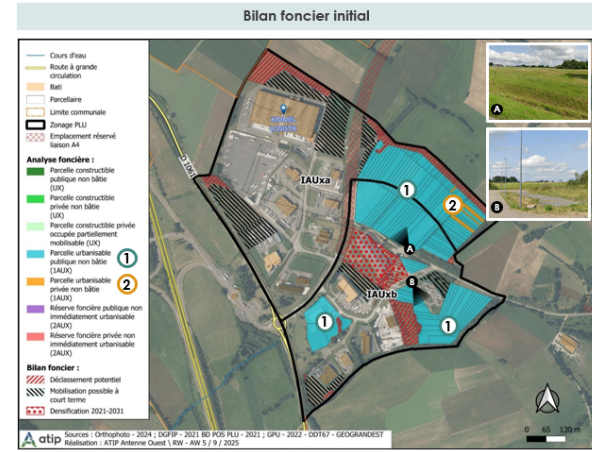 Bilan foncier initial
Cours d'eau
Route à grande
circulation
Bati
Parcellaire
Limite communale
Zonage PLU
Emplacement réservé
liaison A4
Analyse foncière :
Parcelle constructible
publique non bâtie
(UX)
Parcelle constructible
privée non bâtie
(UX)
Parcelle constructible privée
occupée partiellement
mobilisable (UX)
Parcelle urbanisable
publique non bâtie
(1AUX)
1
Parcelle urbanisable
privée non bâtie
(1AUX)
2
Réserve foncière publique non
immédiatement urbanisable
(2AUX)
Réserve foncière privée non
immédiatement urbanisable
(2AUX)
Bilan foncier :
Déclassement potentiel
Mobilisation possible à
court terme
Densification 2021-2031
D 1061
IAUxa
1
2
A
B
IAUxb
1
1
A
B
0 65 130 m
atip
Sources : Orthophoto - 2024 ; DGFIP - 2021 BD POS PLU - 2021 ; GPU - 2022 - DDT67 - GEOGRANDEST
Réalisation : ATIP Antenne Ouest \ RW - AW 5 / 9 / 2025